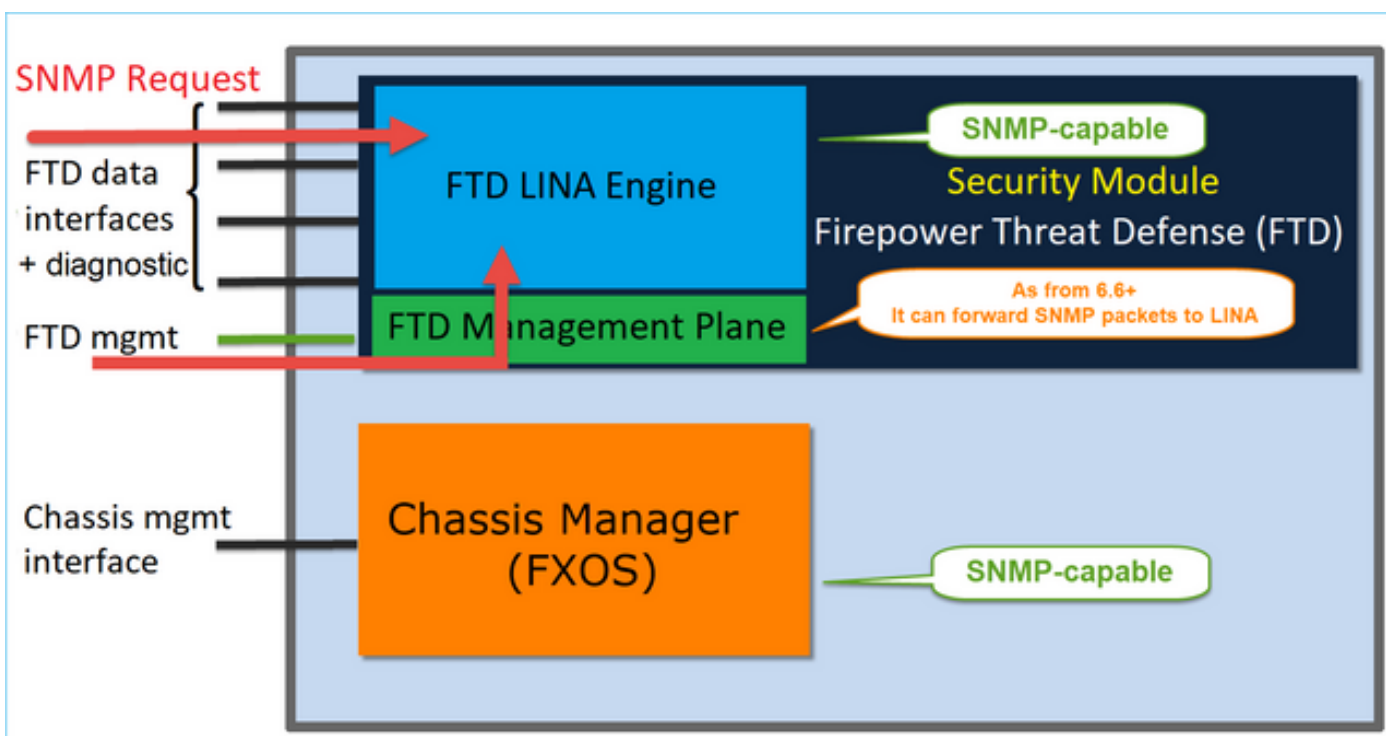 SNMP Request
FTD data
interfaces
+ diagnostic
FTD mgmt
FTD LINA Engine
FTD Management Plane
SNMP-capable
Security Module
Firepower Threat Defense (FTD)
As from 6.6+
It can forward SNMP packets to LINA
Chassis mgmt
interface
Chassis Manager
(FXOS)
SNMP-capable